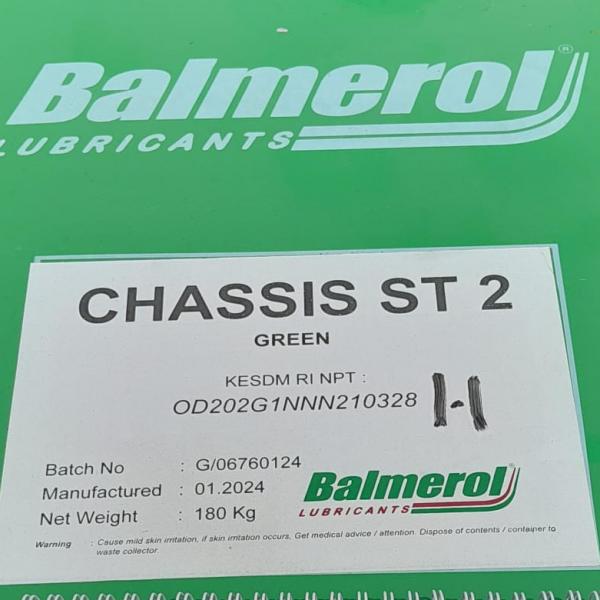 Balmerol®
LUBRICANTS
CHASSIS ST 2
GREEN
KESDM RI NPT :
OD202G1NNN210328
1-1
Batch No : G/06760124
Manufactured : 01.2024
Net Weight : 180 Kg
Balmerol
LUBRICANTS
Warning : Cause mild skin irritation, if skin irritation occurs, Get medical advice / attention. Dispose of contents / container to
waste collector.